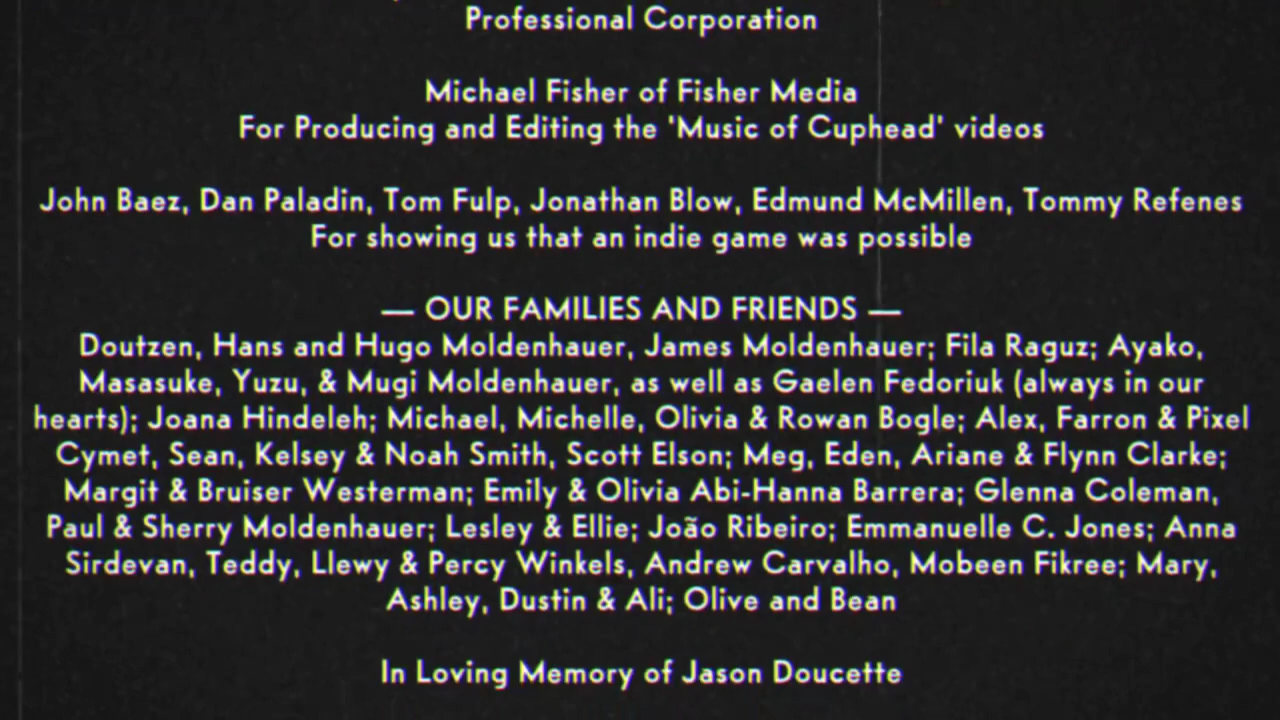 Professional Corporation
Michael Fisher of Fisher Media
For Producing and Editing the 'Music of Cuphead' videos
John Baez, Dan Paladin, Tom Fulp, Jonathan Blow, Edmund McMillen, Tommy Refenes
For showing us that an indie game was possible
— OUR FAMILIES AND FRIENDS —
Doutzen, Hans and Hugo Moldenhauer, James Moldenhauer; Fila Raguz; Ayako,
Masasuke, Yuzu, & Mugi Moldenhauer, as well as Gaelen Fedoriuk (always in our
hearts); Joana Hindeleh; Michael, Michelle, Olivia & Rowan Bogle; Alex, Farron & Pixel
Cymet, Sean, Kelsey & Noah Smith, Scott Elson; Meg, Eden, Ariane & Flynn Clarke;
Margit & Bruiser Westerman; Emily & Olivia Abi-Hanna Barrera; Glenna Coleman,
Paul & Sherry Moldenhauer; Lesley & Ellie; João Ribeiro; Emmanuelle C. Jones; Anna
Sirdevan, Teddy, Llewy & Percy Winkels, Andrew Carvalho, Mobeen Fikree; Mary,
Ashley, Dustin & Ali; Olive and Bean
In Loving Memory of Jason Doucette